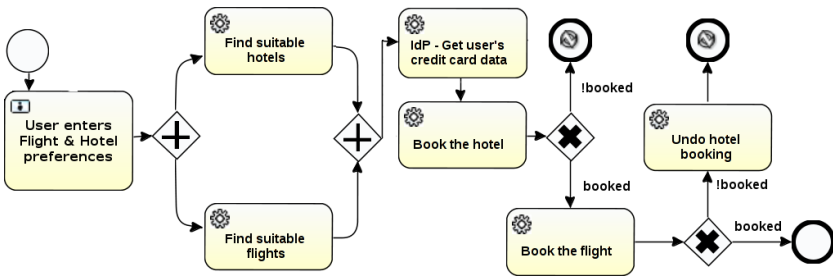 User enters
Flight & Hotel
preferences
Find suitable
hotels
Find suitable
flights
IdP - Get user's
credit card data
Book the hotel
!booked
booked
Book the flight
Undo hotel
booking
!booked
booked